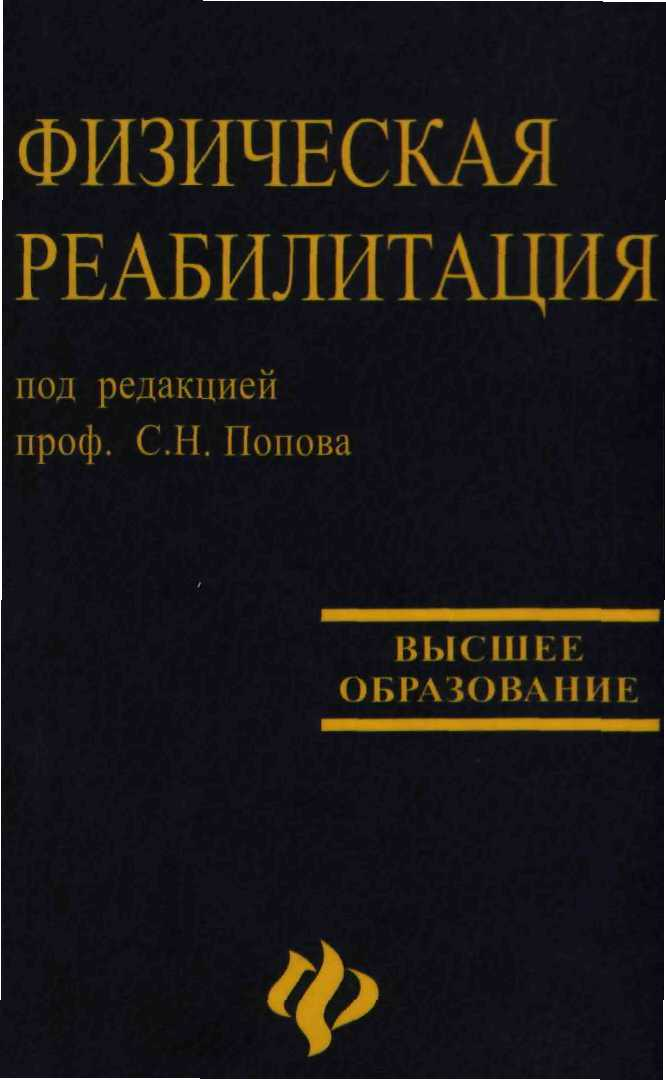 ФИЗИЧЕСКАЯ
РЕАБИЛИТАЦИЯ
под редакцией
проф. С.Н. Попова
ВЫСШЕЕ
ОБРАЗОВАНИЕ